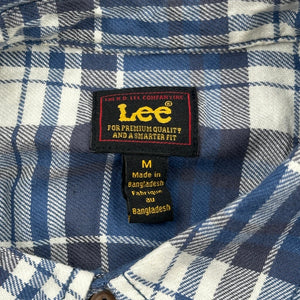 THE H.D. LEE COMPANY, INC.
Lee
FOR PREMIUM QUALITY
AND A SMARTER FIT
M
Made in
Bangladesh
Fabriqué
au
Bangladesh